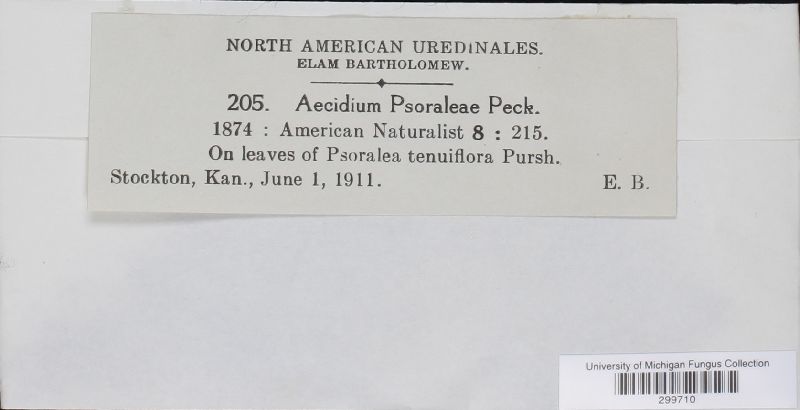 NORTH AMERICAN UREDINALES.
ELAM BARTHOLOMEW.
205. Aecidium Psoraleae Peck.
1874 : American Naturalist 8 : 215.
On leaves of Psoralea tenuiflora Pursh.
Stockton, Kan., June 1, 1911. E. B.
University of Michigan Fungus Collection
299710